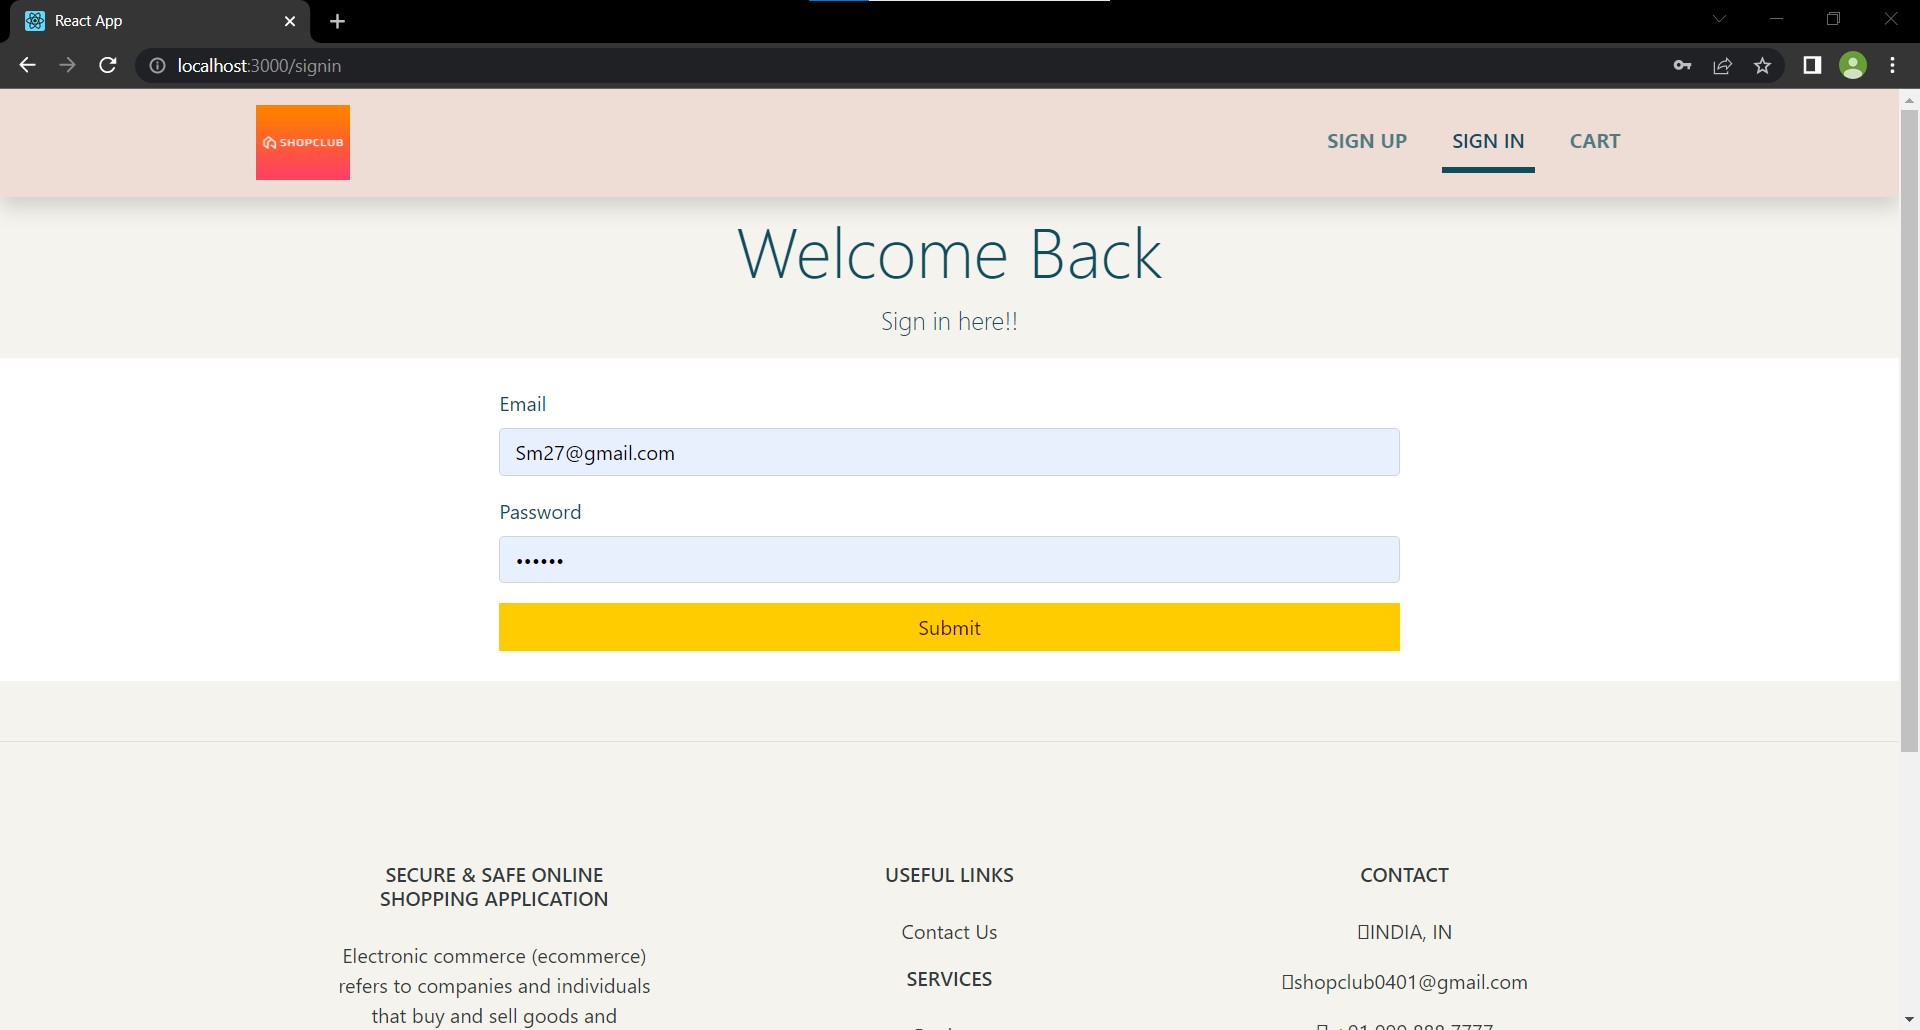 React App
localhost:3000/signin
SHOPCLUB
SIGN UP
SIGN IN
CART
Welcome Back
Sign in here!!
Email
Sm27@gmail.com
Password
••••••
Submit
SECURE & SAFE ONLINE
SHOPPING APPLICATION
Electronic commerce (ecommerce)
refers to companies and individuals
that buy and sell goods and
USEFUL LINKS
Contact Us
SERVICES
CONTACT
INDIA, IN
shopclub0401@gmail.com